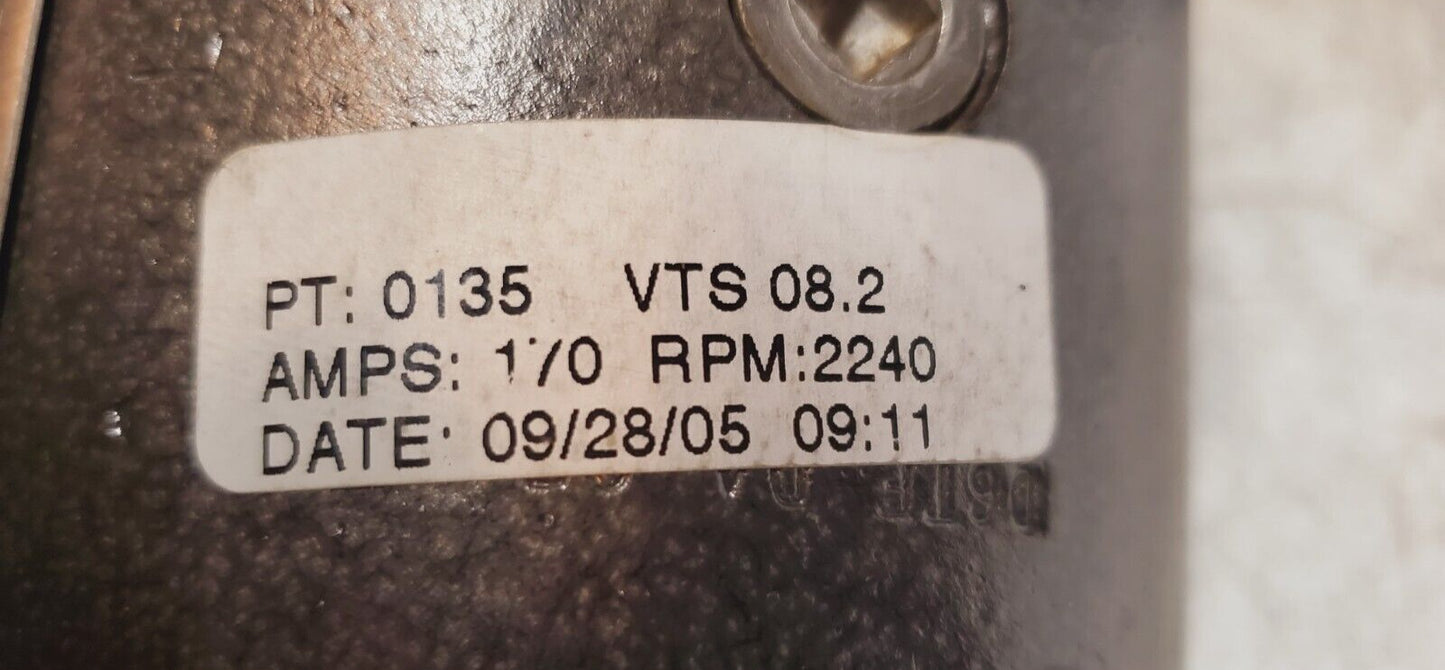 PT: 0135 VTS 08.2
AMPS: 170 RPM:2240
DATE: 09/28/05 09:11